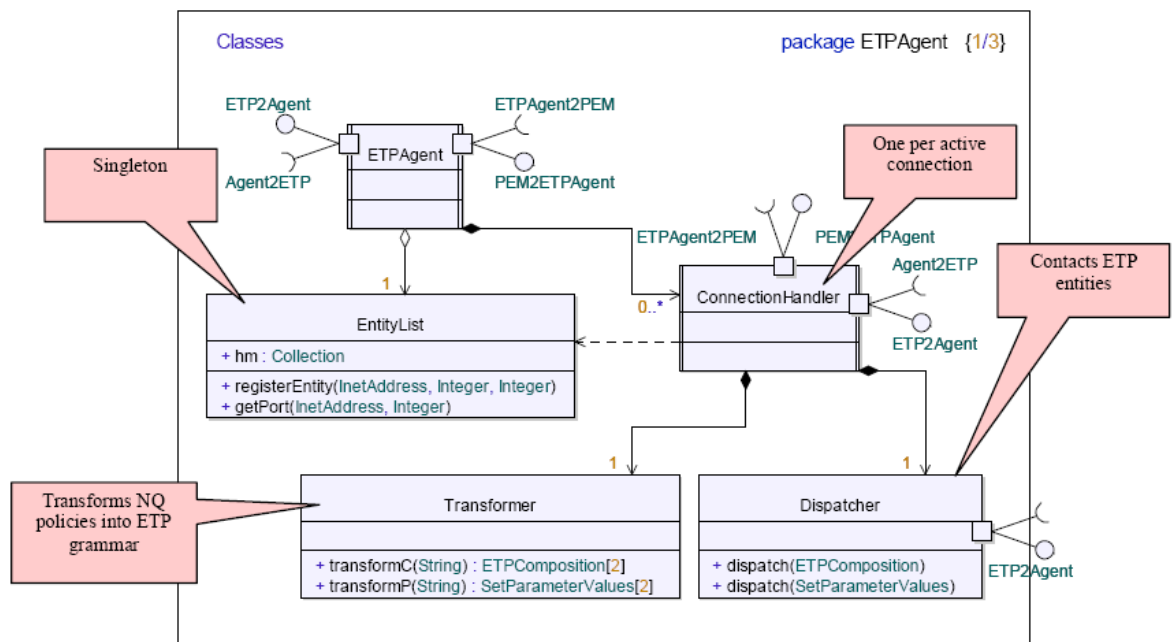 Classes
package ETPAgent {1/3}
ETP2Agent
ETPAgent2PEM
Singleton
ETPAgent
One per active
connection
Agent2ETP
PEM2ETPAgent
ETPAgent2PEM
Agent2ETP
Contacts ETP
entities
1
0..*
ConnectionHandler
EntityList
ETP2Agent
+ hm : Collection
+ registerEntity(InetAddress, Integer, Integer)
+ getPort(InetAddress, Integer)
1
1
Transforms NQ
policies into ETP
grammar
Transformer
Dispatcher
+ transformC(String) : ETPComposition[2]
+ transformP(String) : SetParameterValues[2]
+ dispatch(ETPComposition)
+ dispatch(SetParameterValues)
ETP2Agent